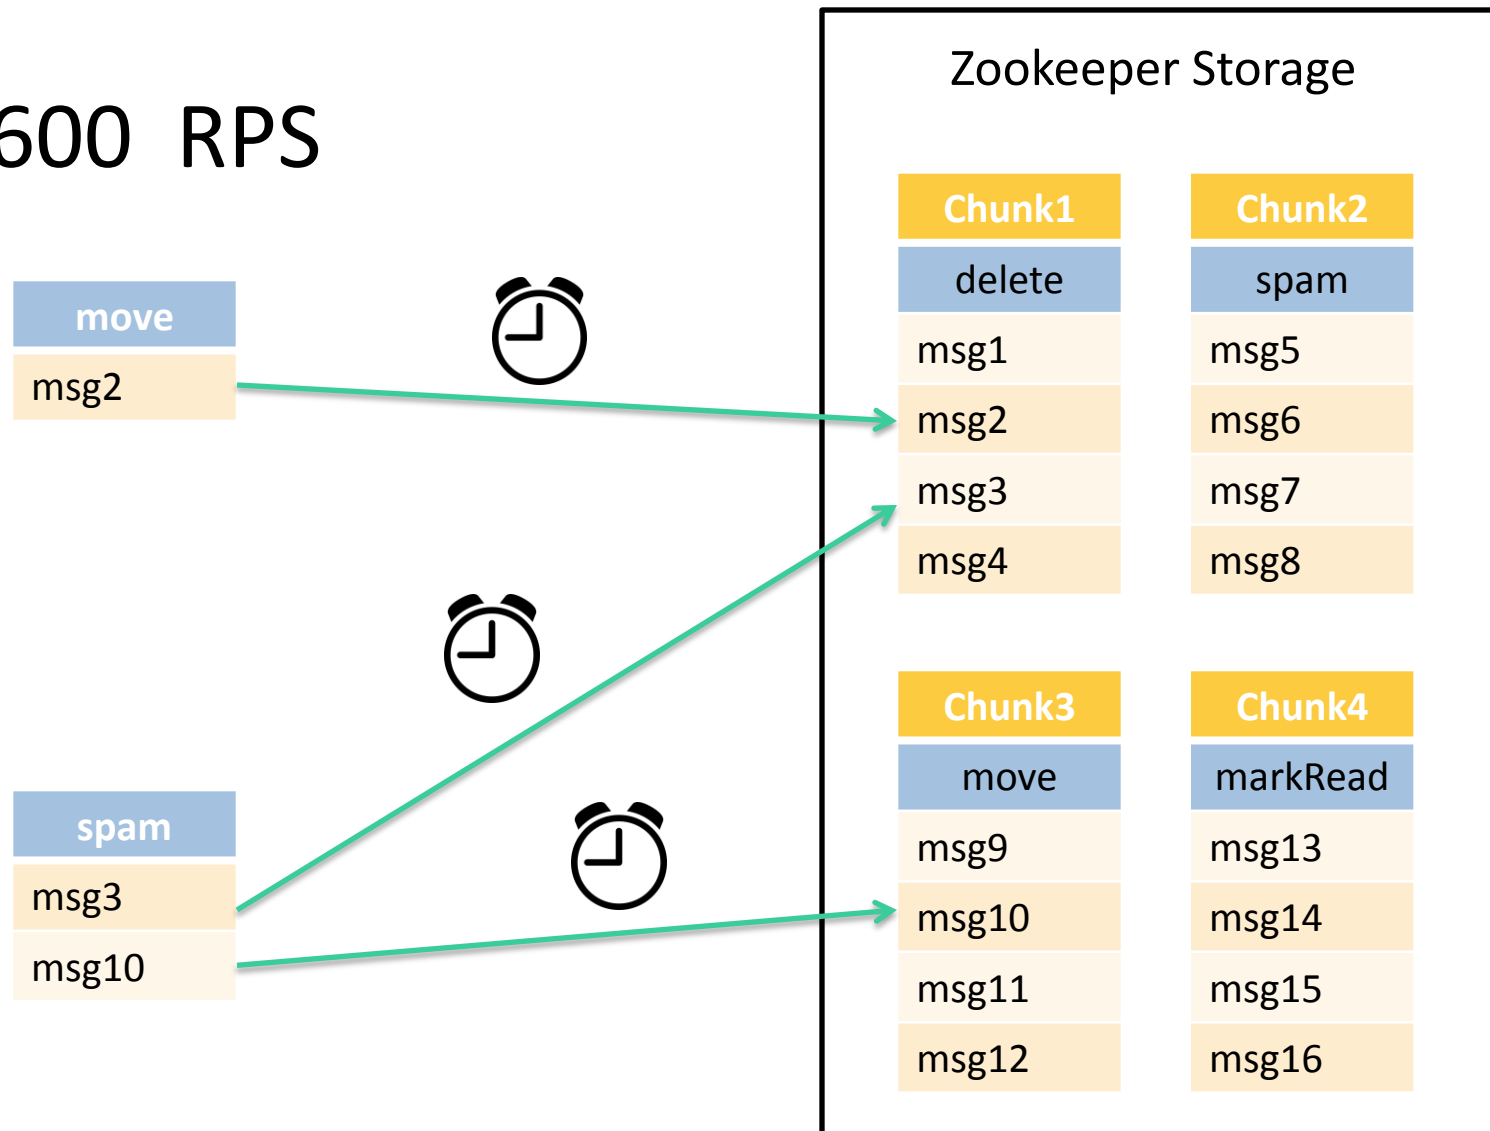 600 RPS
move
msg2
spam
msg3
msg10
Zookeeper Storage
Chunk1
delete
msg1
msg2
msg3
msg4
Chunk2
spam
msg5
msg6
msg7
msg8
Chunk3
move
msg9
msg10
msg11
msg12
Chunk4
markRead
msg13
msg14
msg15
msg16